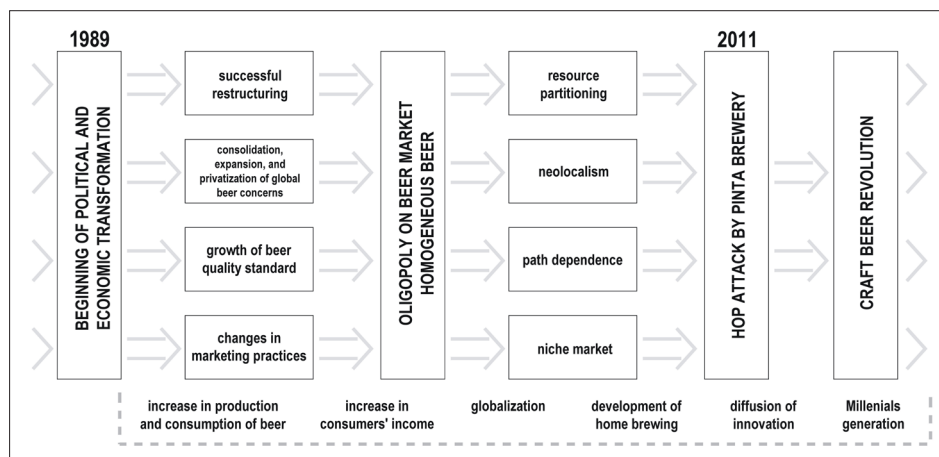 1989
BEGINNING OF POLITICAL AND
ECONOMIC TRANSFORMATION
successful
restructuring
consolidation,
expansion, and
privatization of global
beer concerns
growth of beer
quality standard
changes in
marketing practices
OLIGOPOLY ON BEER MARKET
HOMOGENEOUS BEER
resource
partitioning
neolocalism
path dependence
niche market
2011
HOP ATTACK BY PINTA BREWERY
CRAFT BEER REVOLUTION
increase in production
and consumption of beer
increase in
consumers' income
globalization
development of
home brewing
diffusion of
innovation
Millenials
generation